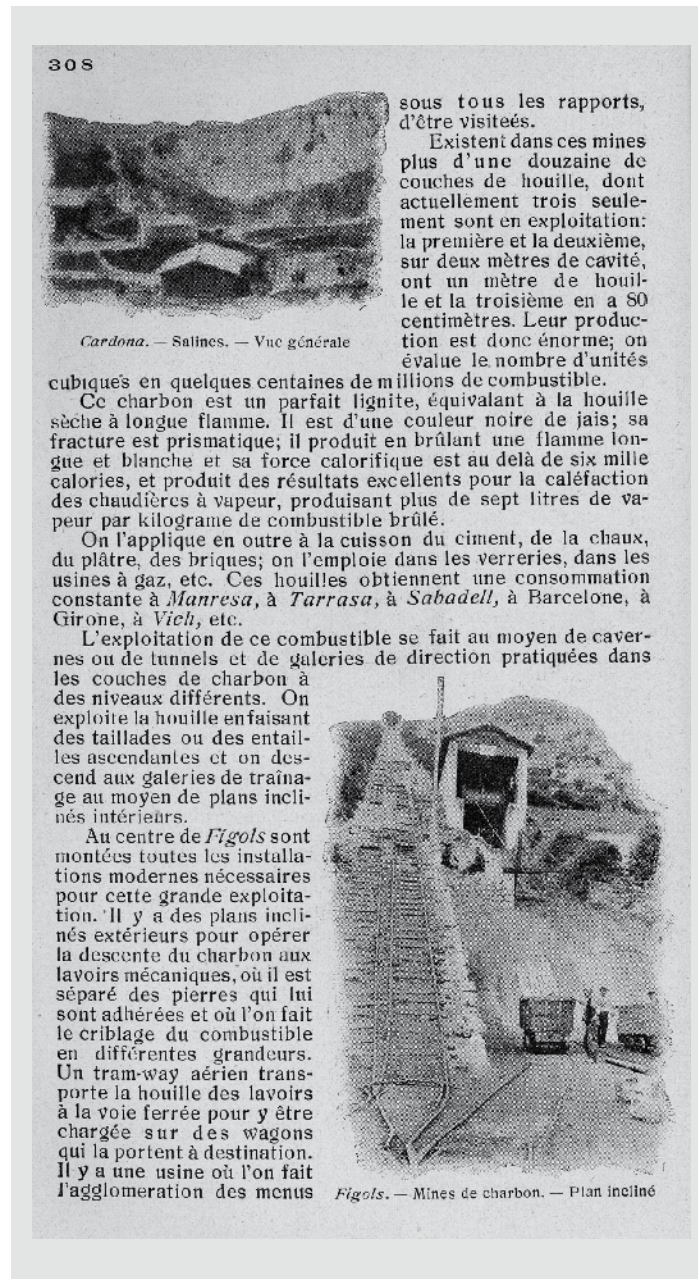 308
sous tous les rapports,
d'être visiteés.
Existent dans ces mines
plus d'une douzaine de
couches de houille, dont
actuellement trois seule-
ment sont en exploitation:
la première et la deuxième,
sur deux mètres de cavité,
ont un mètre de houil-
le et la troisième en a 80
centimètres. Leur produc-
tion est donc énorme; on
évalue le nombre d'unités
Cardona. — Salines. — Vue générale
cubiques en quelques centaines de millions de combustible.
Ce charbon est un parfait lignite, équivalant à la houille
sèche à longue flamme. Il est d'une couleur noire de jais; sa
fracture est prismatique; il produit en brûlant une flamme lon-
gue et blanche et sa force calorifique est au delà de six mille
calories, et produit des résultats excellents pour la caléfaction
des chaudières à vapeur, produisant plus de sept litres de va-
peur par kilograme de combustible brûlé.
On l'applique en outre à la cuisson du ciment, de la chaux,
du plâtre, des briques; on l'emploie dans les verreries, dans les
usines à gaz, etc. Ces houilles obtiennent une consommation
constante à Manresa, à Tarrasa, à Sabadell, à Barcelone, à
Girone, à Vich, etc.
L'exploitation de ce combustible se fait au moyen de caver-
nes ou de tunnels et de galeries de direction pratiquées dans
les couches de charbon à
des niveaux différents. On
exploite la houille en faisant
des taillades ou des entail-
les ascendantes et on des-
cend aux galeries de traîna-
ge au moyen de plans incli-
nés intérieurs.
Au centre de Fígols sont
montées toutes les installa-
tions modernes nécessaires
pour cette grande exploita-
tion. Il y a des plans incli-
nés extérieurs pour opérer
la descente du charbon aux
lavoirs mécaniques, où il est
séparé des pierres qui lui
sont adhérées et où l'on fait
le criblage du combustible
en différentes grandeurs.
Un tram-way aérien trans-
porte la houille des lavoirs
à la voie ferrée pour y être
chargée sur des wagons
qui la portent à destination.
Il y a une usine où l'on fait
l'agglomeration des menus
Fígols. — Mines de charbon. — Plan incliné